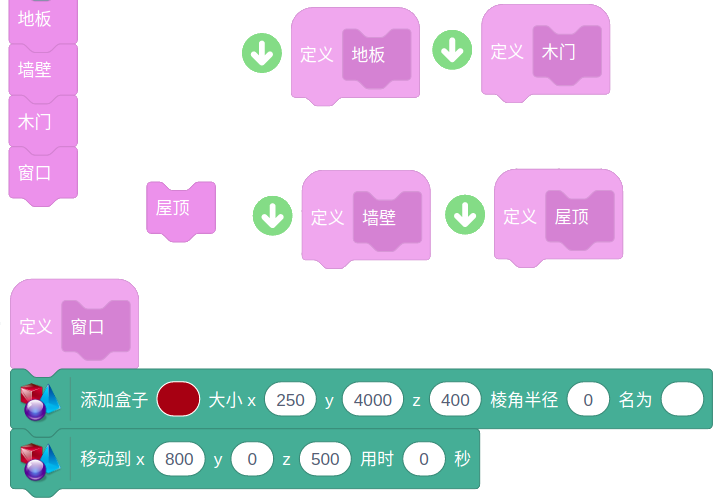 地板
墙壁
木门
窗口
定义 地板
定义 木门
屋顶
定义 墙壁
定义 屋顶
定义 窗口
添加盒子 大小 x 250 y 4000 z 400 棱角半径 0 名为
移动到 x 800 y 0 z 500 用时 0 秒